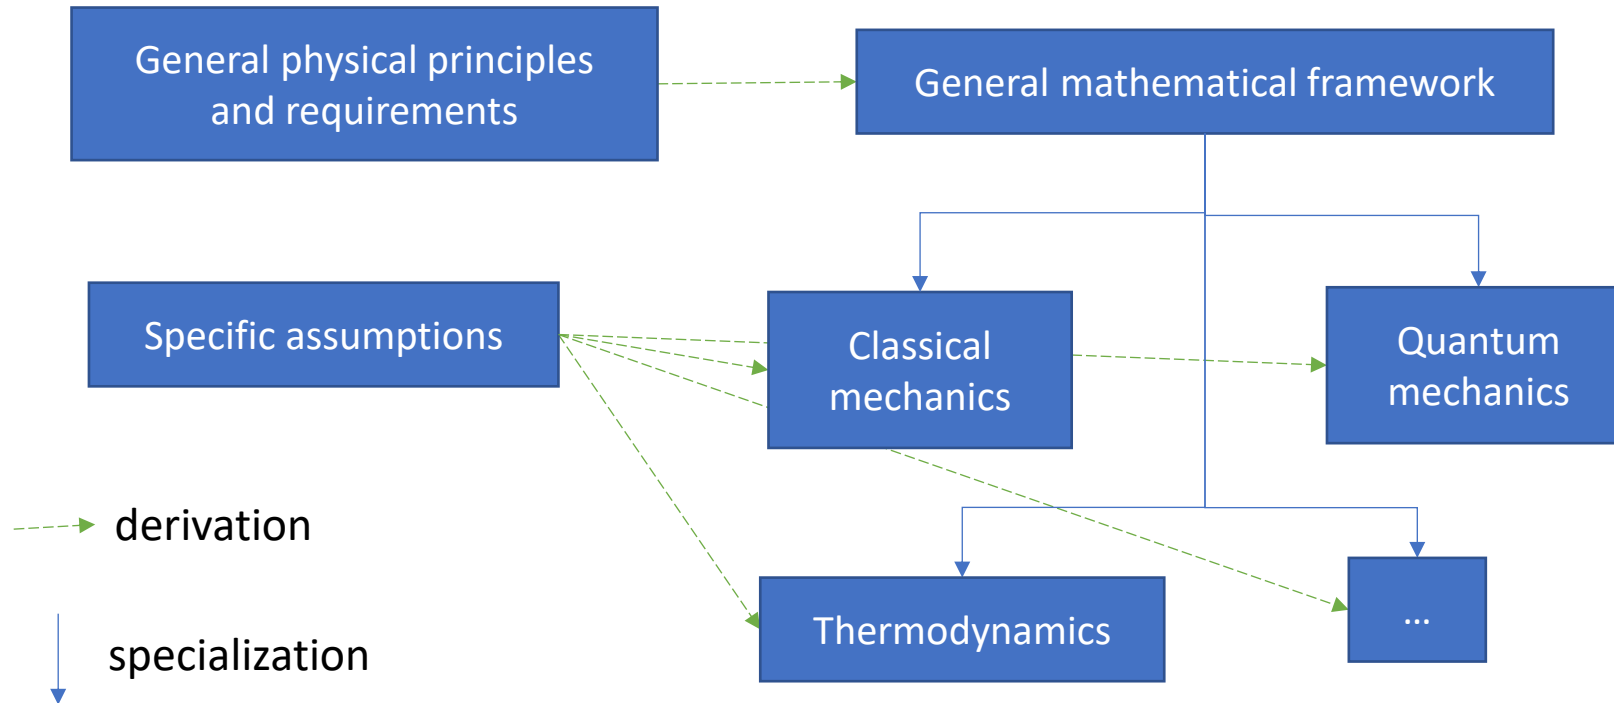 General physical principles
and requirements
General mathematical framework
Specific assumptions
Classical
mechanics
Quantum
mechanics
derivation
Thermodynamics
...
specialization